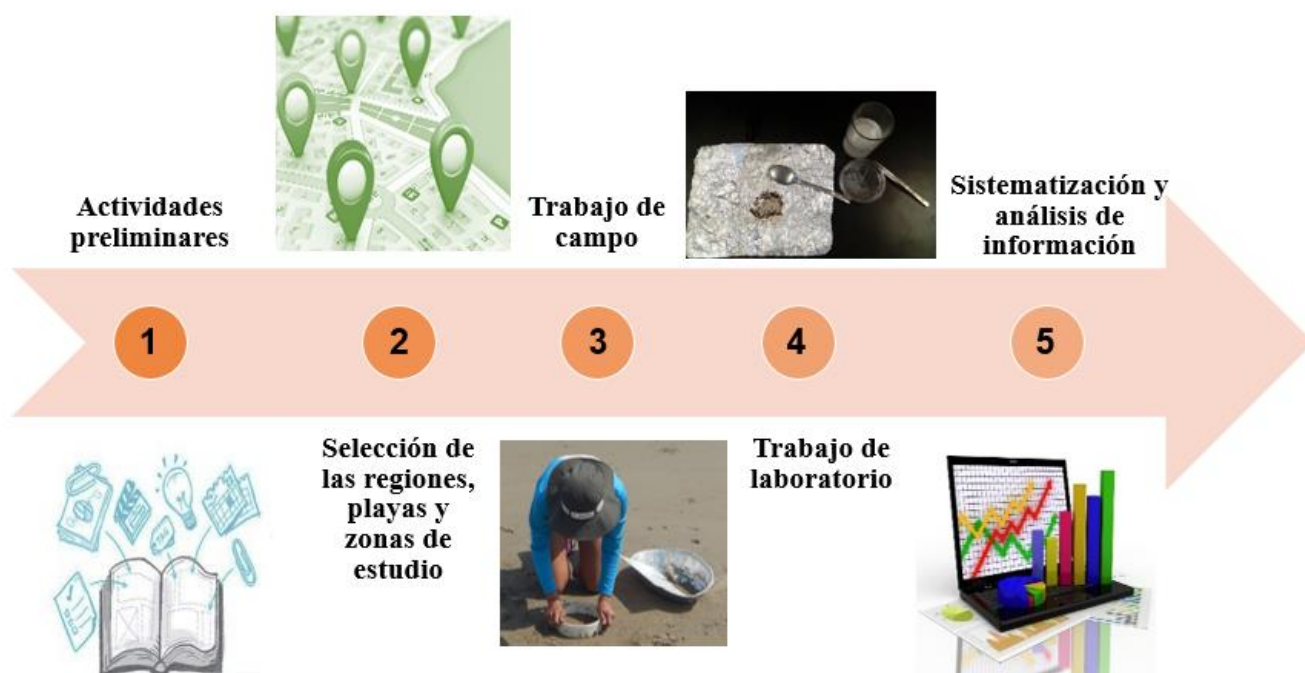 Actividades
preliminares
Trabajo de
campo
Sistematización y
análisis de
información
1
2
3
4
5
Selección de
las regiones,
playas y
zonas de
estudio
Trabajo de
laboratorio